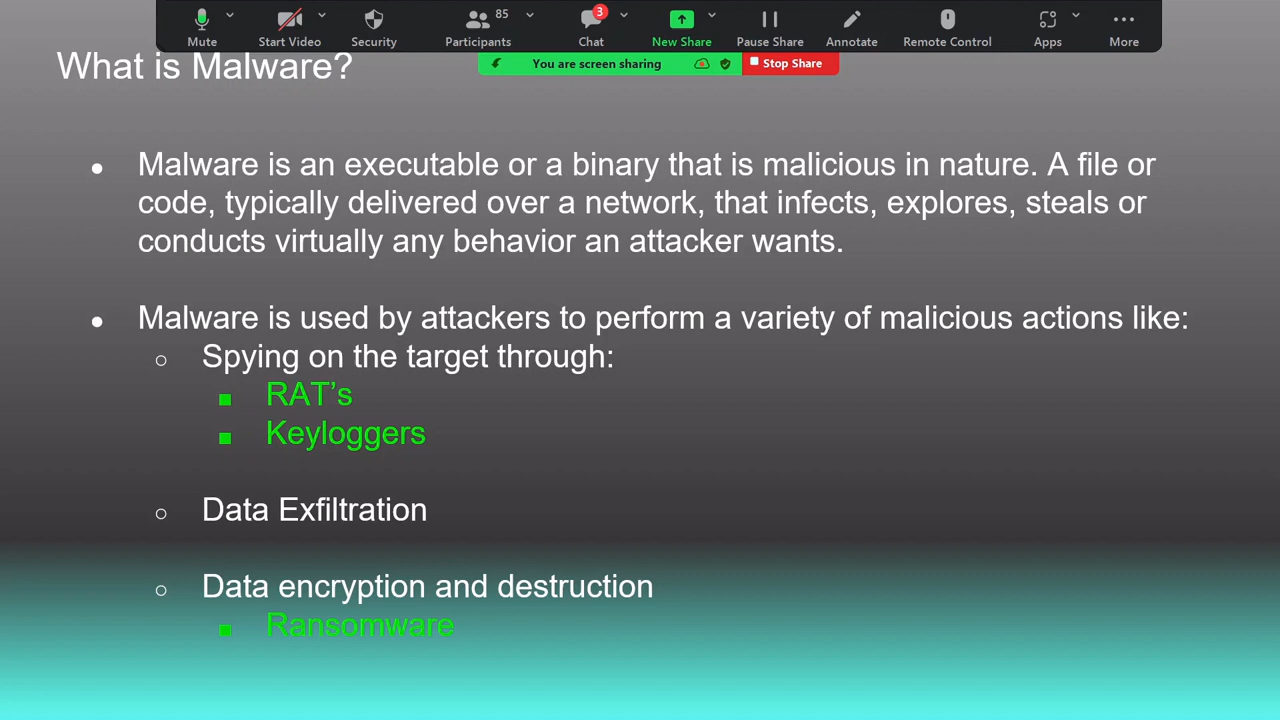 85
3
Mute
Start Video
Security
Participants
Chat
New Share
Pause Share
Annotate
Remote Control
Apps
More
You are screen sharing
Stop Share
What is Malware?
● Malware is an executable or a binary that is malicious in nature. A file or
code, typically delivered over a network, that infects, explores, steals or
conducts virtually any behavior an attacker wants.
● Malware is used by attackers to perform a variety of malicious actions like:
○ Spying on the target through:
■ RAT’s
■ Keyloggers
○ Data Exfiltration
○ Data encryption and destruction
■ Ransomware